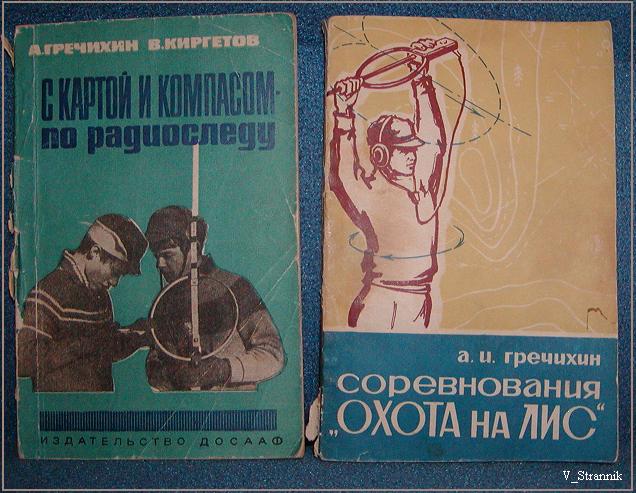 А.ГРЕЧИХИН В.КИРГЕТОВ
С КАРТОЙ И КОМПАСОМ-
по радиоследу
ИЗДАТЕЛЬСТВО ДОСААФ
а. и. гречихин
соревнования
„ОХОТА на ЛИС“
V_Strannik